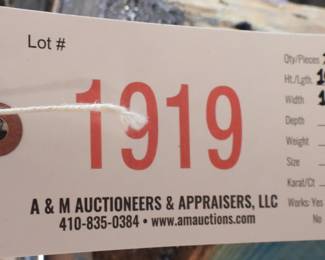 Lot #
1919
A & M AUCTIONEERS & APPRAISERS, LLC
410-835-0384 • www.amauctions.com
Qty/Pieces
Ht./Lgth.
Width
Depth
Weight
Size
Karat/Ct
Works: Yes
No